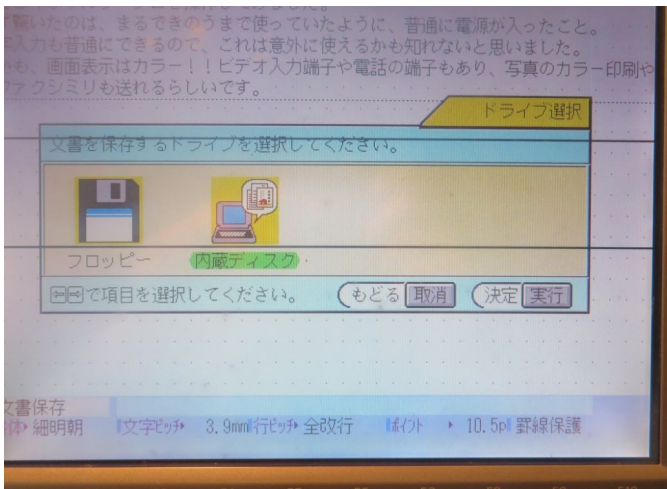 驚いたのは、まるできのうまで使っていたように、普通に電源が入ったこと。
入力も普通にできるので、これは意外に使えるかも知れないと思いました。
も、画面表示はカラー！！ビデオ入力端子や電話の端子もあり、写真のカラー印刷や
ファクシミリも送れるらしいです。
ドライブ選択
文書を保存するドライブを選択してください。
フロッピー 内蔵ディスク
⇦⇨で項目を選択してください。 もどる 取消 決定 実行
文書保存
細明朝 文字ピッチ 3.9mm 行ピッチ 全改行 ポイント 10.5p 罫線保護